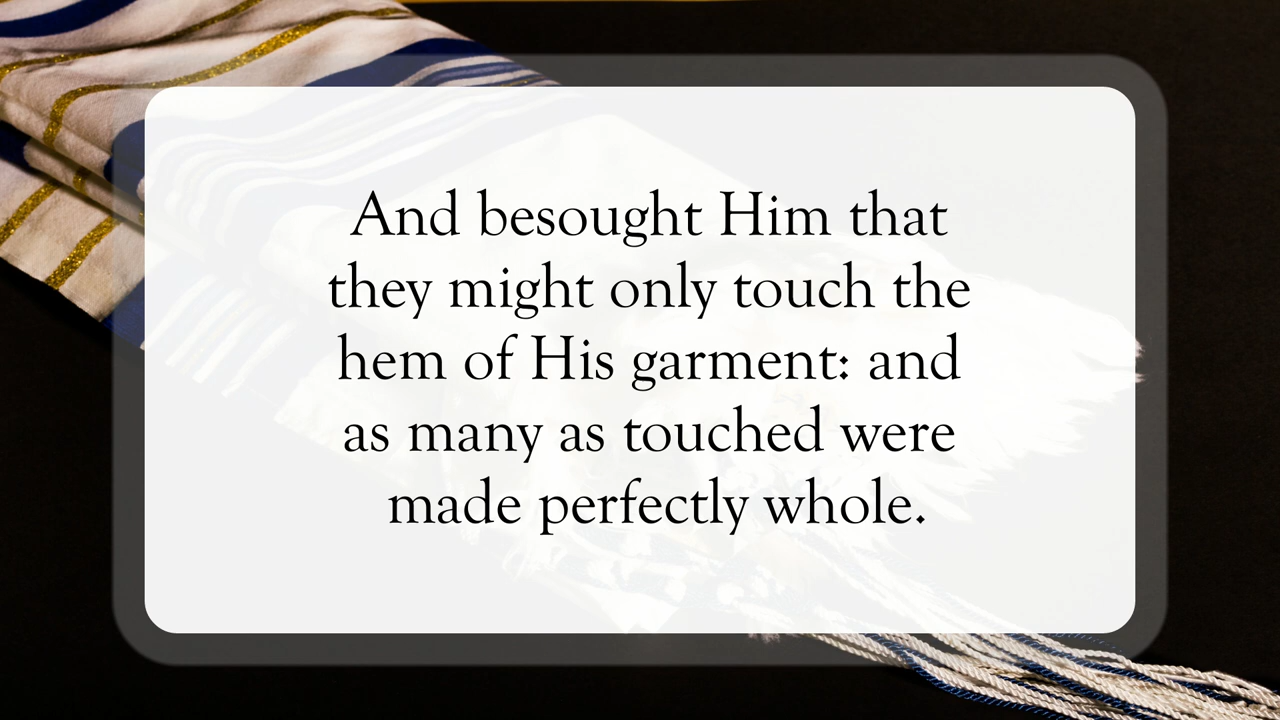 And besought Him that
they might only touch the
hem of His garment: and
as many as touched were
made perfectly whole.